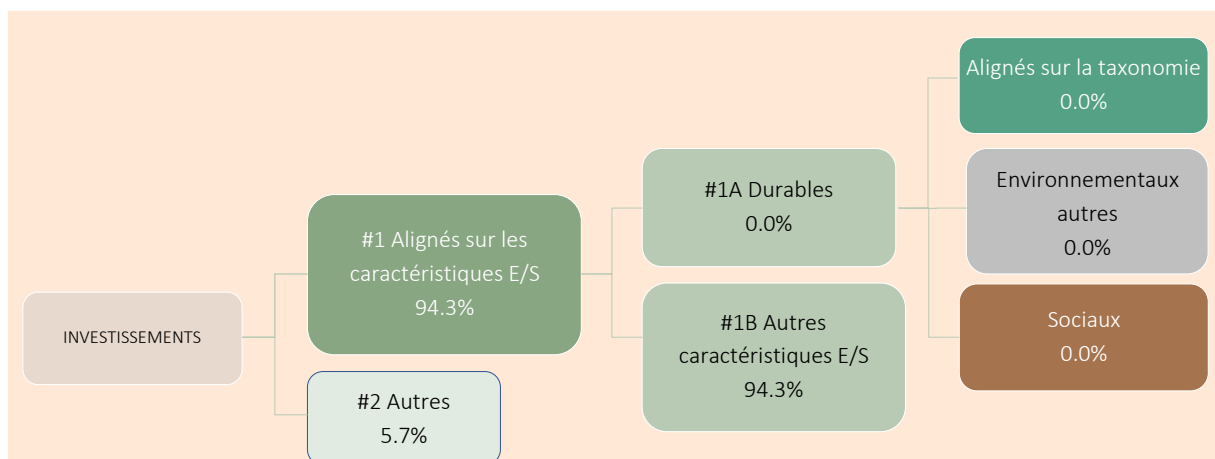 INVESTISSEMENTS
#1 Alignés sur les
caractéristiques E/S
94.3%
#2 Autres
5.7%
#1A Durables
0.0%
#1B Autres
caractéristiques E/S
94.3%
Alignés sur la taxonomie
0.0%
Environnementaux
autres
0.0%
Sociaux
0.0%